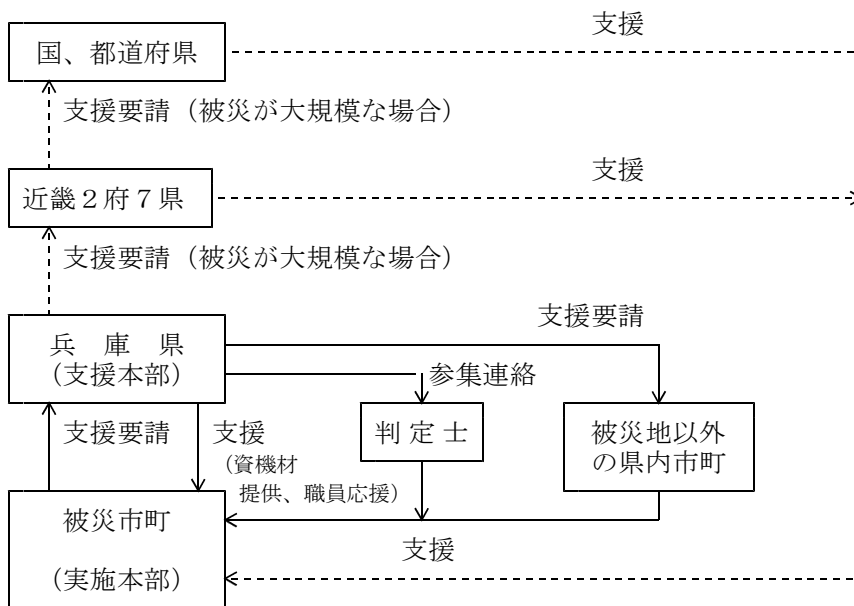 支援
国、都道府県
支援要請（被災が大規模な場合）
支援
近畿２府７県
支援要請（被災が大規模な場合）
支援要請
兵　庫　県
（支援本部）
参集連絡
支援要請
支援
（資機材
提供、職員応援）
判 定 士
被災地以外
の県内市町
被災市町
（実施本部）
支援